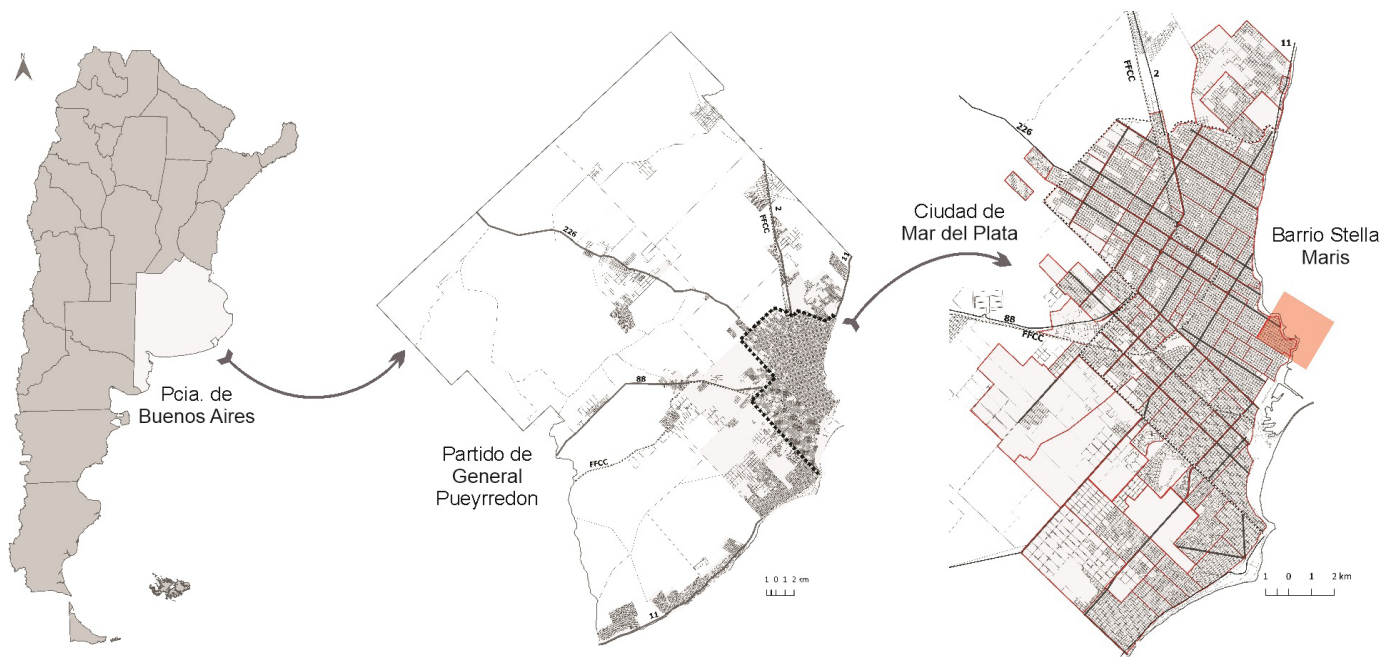 N
Pcia. de
Buenos Aires
226
2
FFCC
11
88
FFCC
11
Partido de
General
Pueyrredon
1 0 1 2 km
11
2
FFCC
226
88
FFCC
Ciudad de
Mar del Plata
Barrio Stella
Maris
1 0 1 2 km